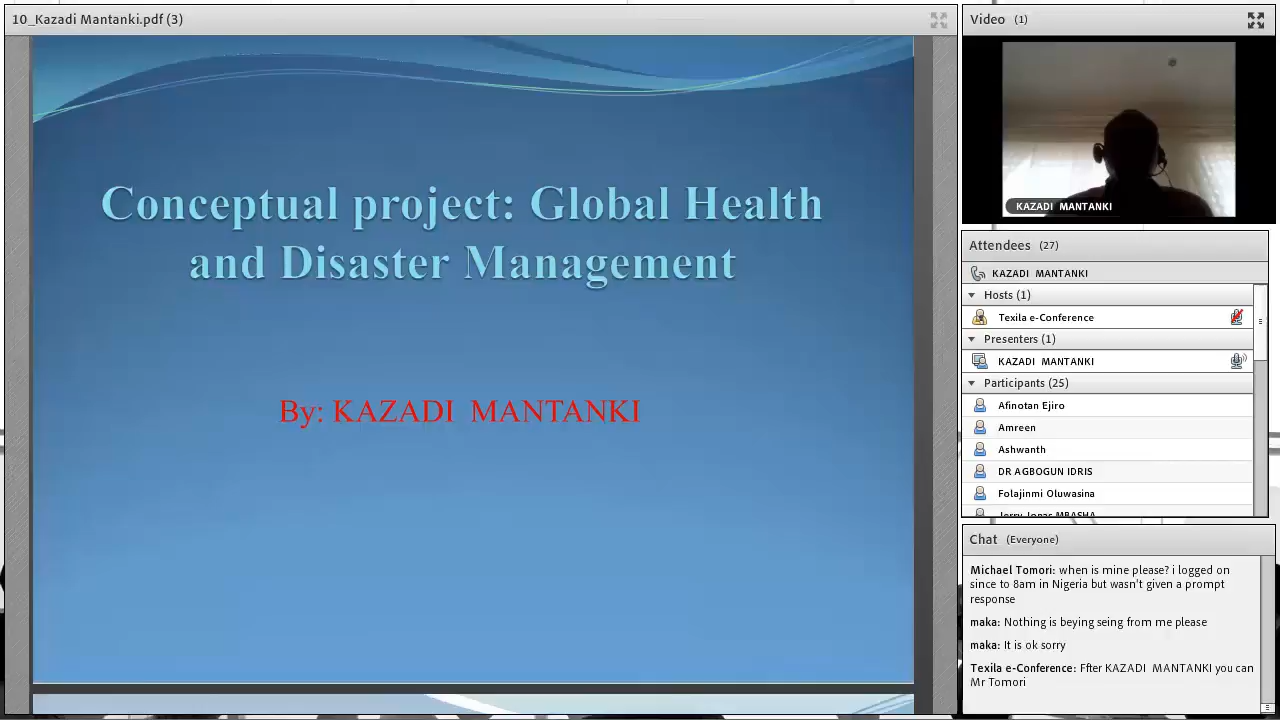 10_Kazadi Mantanki.pdf (3)
Conceptual project: Global Health
and Disaster Management
By: KAZADI MANTANKI
Video (1)
KAZADI MANTANKI
Attendees (27)
KAZADI MANTANKI
Hosts (1)
Texila e-Conference
Presenters (1)
KAZADI MANTANKI
Participants (25)
Afinotan Ejiro
Amreen
Ashwanth
DR AGBOGUN IDRIS
Folajinmi Oluwasina
Jerry Jonas MBASHA
Chat (Everyone)
Michael Tomori: when is mine please? i logged on
since to 8am in Nigeria but wasn't given a prompt
response
maka: Nothing is beying seing from me please
maka: It is ok sorry
Texila e-Conference: Ffter KAZADI MANTANKI you can
Mr Tomori